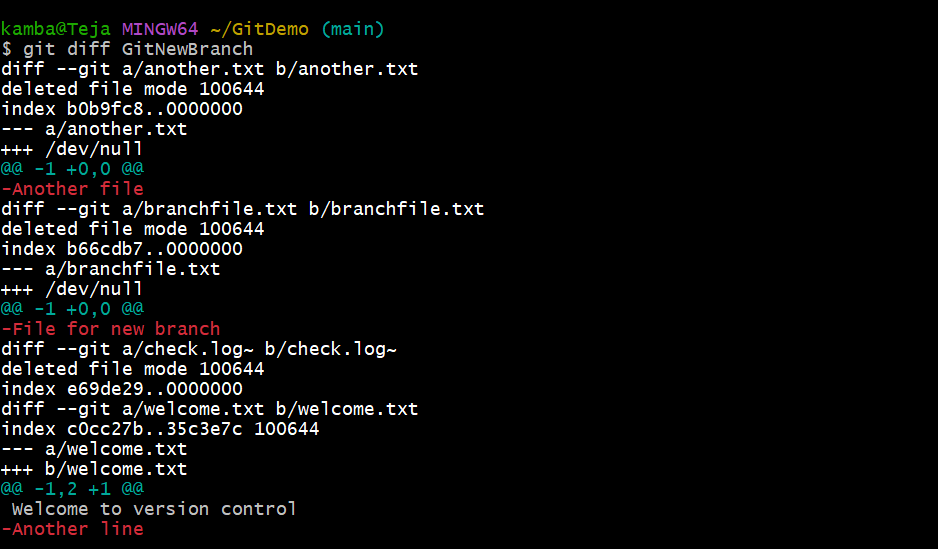 kamba@Teja MINGW64 ~/GitDemo (main)
$ git diff GitNewBranch
diff --git a/another.txt b/another.txt
deleted file mode 100644
index b0b9fc8..0000000
--- a/another.txt
+++ /dev/null
@@ -1 +0,0 @@
-Another file
diff --git a/branchfile.txt b/branchfile.txt
deleted file mode 100644
index b66cdb7..0000000
--- a/branchfile.txt
+++ /dev/null
@@ -1 +0,0 @@
-File for new branch
diff --git a/check.log~ b/check.log~
deleted file mode 100644
index e69de29..0000000
diff --git a/welcome.txt b/welcome.txt
index c0cc27b..35c3e7c 100644
--- a/welcome.txt
+++ b/welcome.txt
@@ -1,2 +1 @@
 Welcome to version control
-Another line